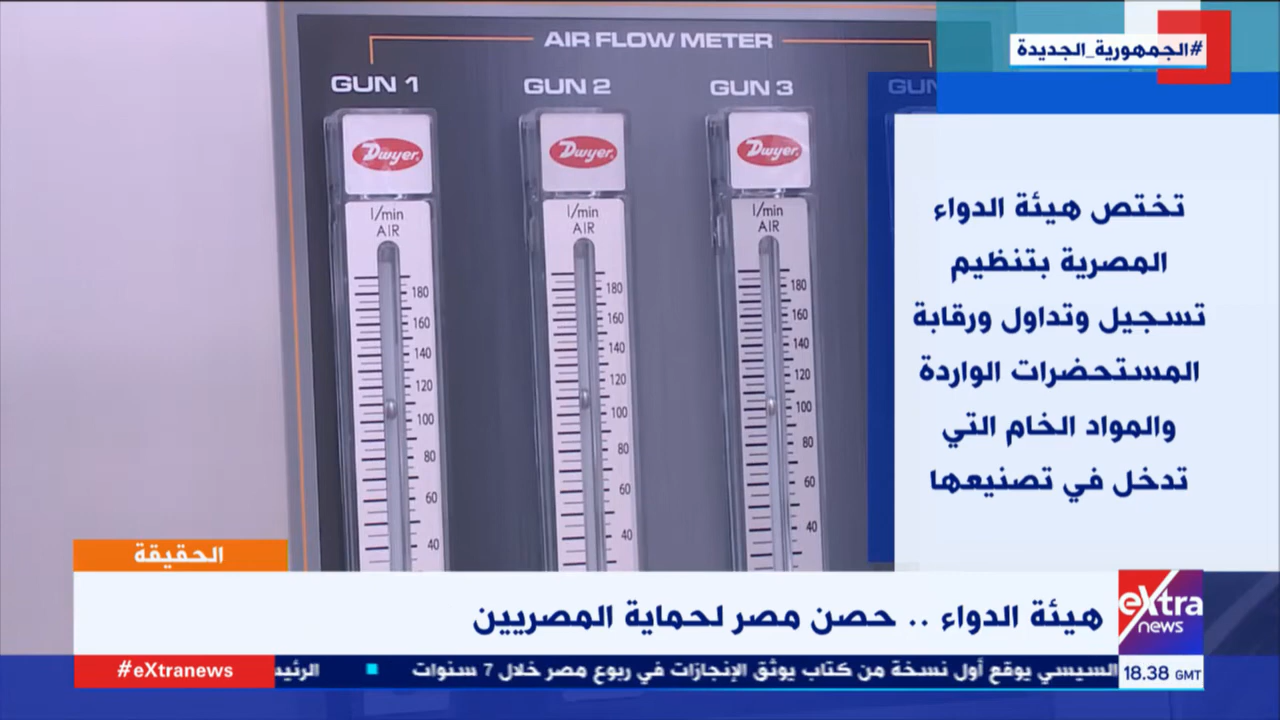 #الجمهورية_الجديدة
AIR FLOW METER
GUN 1
GUN 2
GUN 3
GUN
Dwyer
Dwyer
Dwyer
l/min
AIR
l/min
AIR
l/min
AIR
180
160
140
120
100
80
60
40
180
160
140
120
100
80
60
40
180
160
140
120
100
80
60
40
تختص هيئة الدواء
المصرية بتنظيم
تسجيل وتداول ورقابة
المستحضرات الواردة
والمواد الخام التي
تدخل في تصنيعها
الحقيقة
هيئة الدواء .. حصن مصر لحماية المصريين
eXtra
news
#eXtranews
السيسي يوقع أول نسخة من كتاب يوثق الإنجازات في ربوع مصر خلال 7 سنوات
18.38 GMT